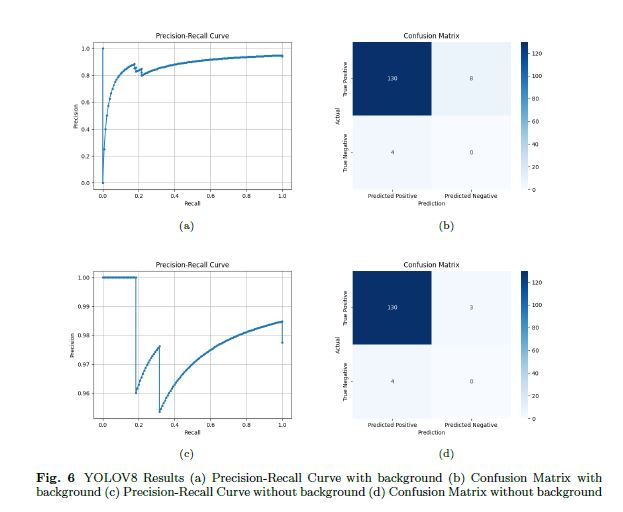 Precision-Recall Curve
1.0
0.8
0.6
0.4
0.2
0.0
Precision
0.0 0.2 0.4 0.6 0.8 1.0
Recall
(a)
Confusion Matrix
True Positive
True Negative
Actual
130 8
4 0
Predicted Positive Predicted Negative
Prediction
120
100
80
60
40
20
0
(b)
Precision-Recall Curve
1.00
0.99
0.98
0.97
0.96
Precision
0.0 0.2 0.4 0.6 0.8 1.0
Recall
(c)
Confusion Matrix
True Positive
True Negative
Actual
130 3
4 0
Predicted Positive Predicted Negative
Prediction
120
100
80
60
40
20
0
(d)
Fig. 6 YOLOV8 Results (a) Precision-Recall Curve with background (b) Confusion Matrix with
background (c) Precision-Recall Curve without background (d) Confusion Matrix without background